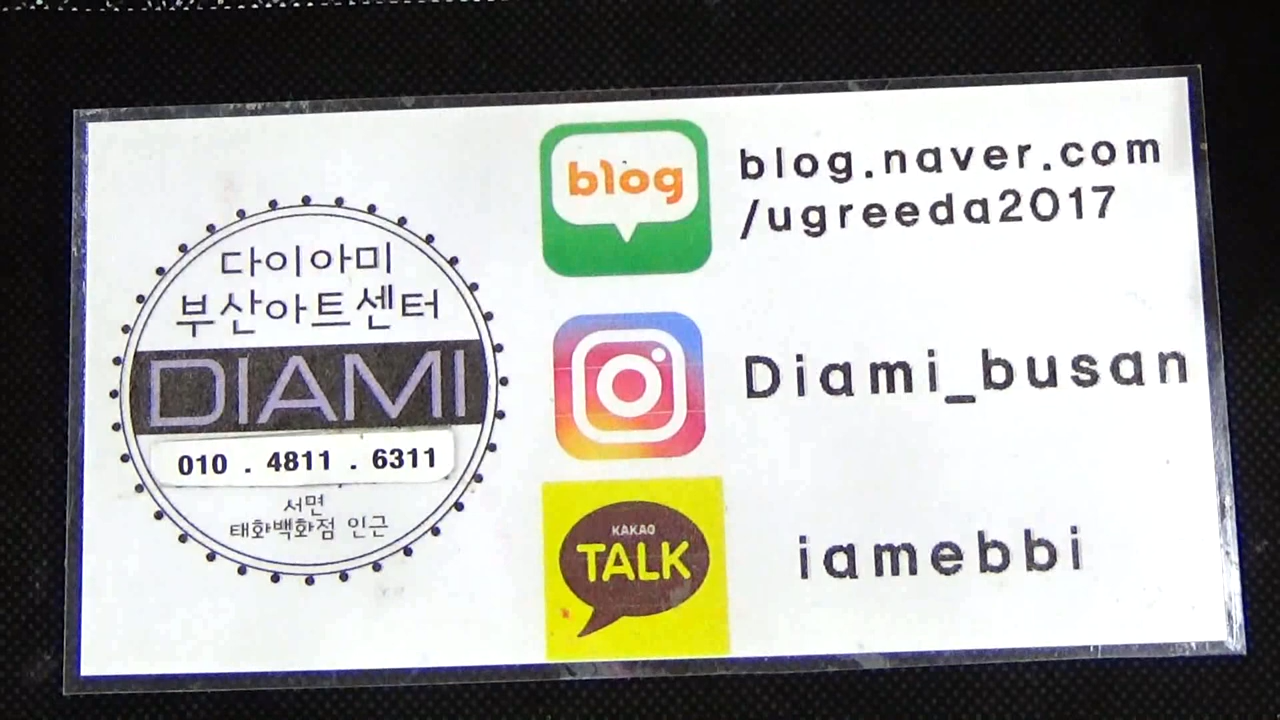 다이아미
부산아트센터
DIAMI
010 . 4811 . 6311
서면
태화백화점 인근
blog
blog.naver.com
/ugreeda2017
Diami_busan
KAKAO
TALK
iamebbi